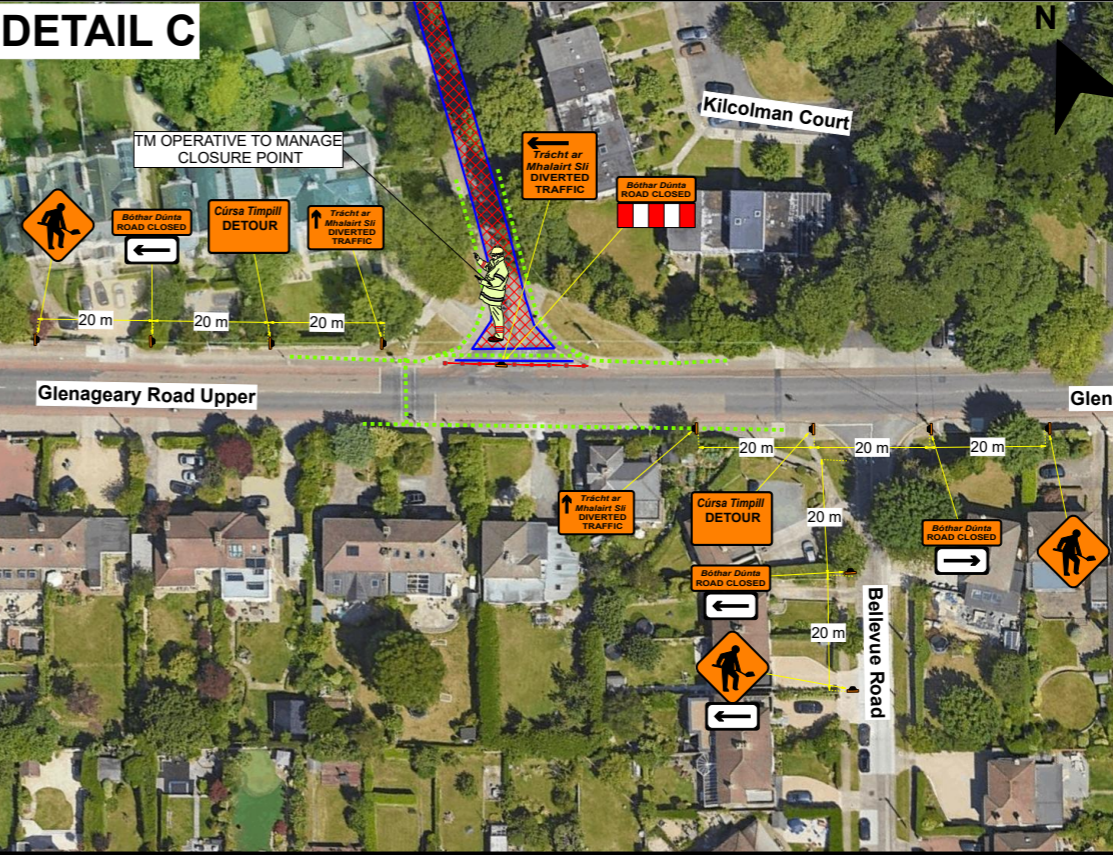 DETAIL C
N
Kilcolman Court
TM OPERATIVE TO MANAGE
CLOSURE POINT
Trácht ar
Mhalairt Slí
DIVERTED
TRAFFIC
Bóthar Dúnta
ROAD CLOSED
Bóthar Dúnta
ROAD CLOSED
Cúrsa Timpill
DETOUR
Trácht ar
Mhalairt Slí
DIVERTED
TRAFFIC
20 m
20 m
20 m
Glenageary Road Upper
Glen
20 m
20 m
20 m
Trácht ar
Mhalairt Slí
DIVERTED
TRAFFIC
Cúrsa Timpill
DETOUR
20 m
Bóthar Dúnta
ROAD CLOSED
Bóthar Dúnta
ROAD CLOSED
20 m
Bellevue Road